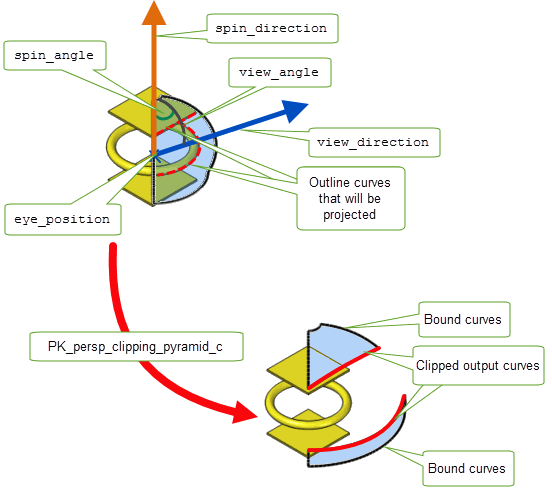 spin_direction
spin_angle
view_angle
view_direction
Outline curves
that will be
projected
eye_position
Bound curves
PK_persp_clipping_pyramid_c
Clipped output curves
Bound curves